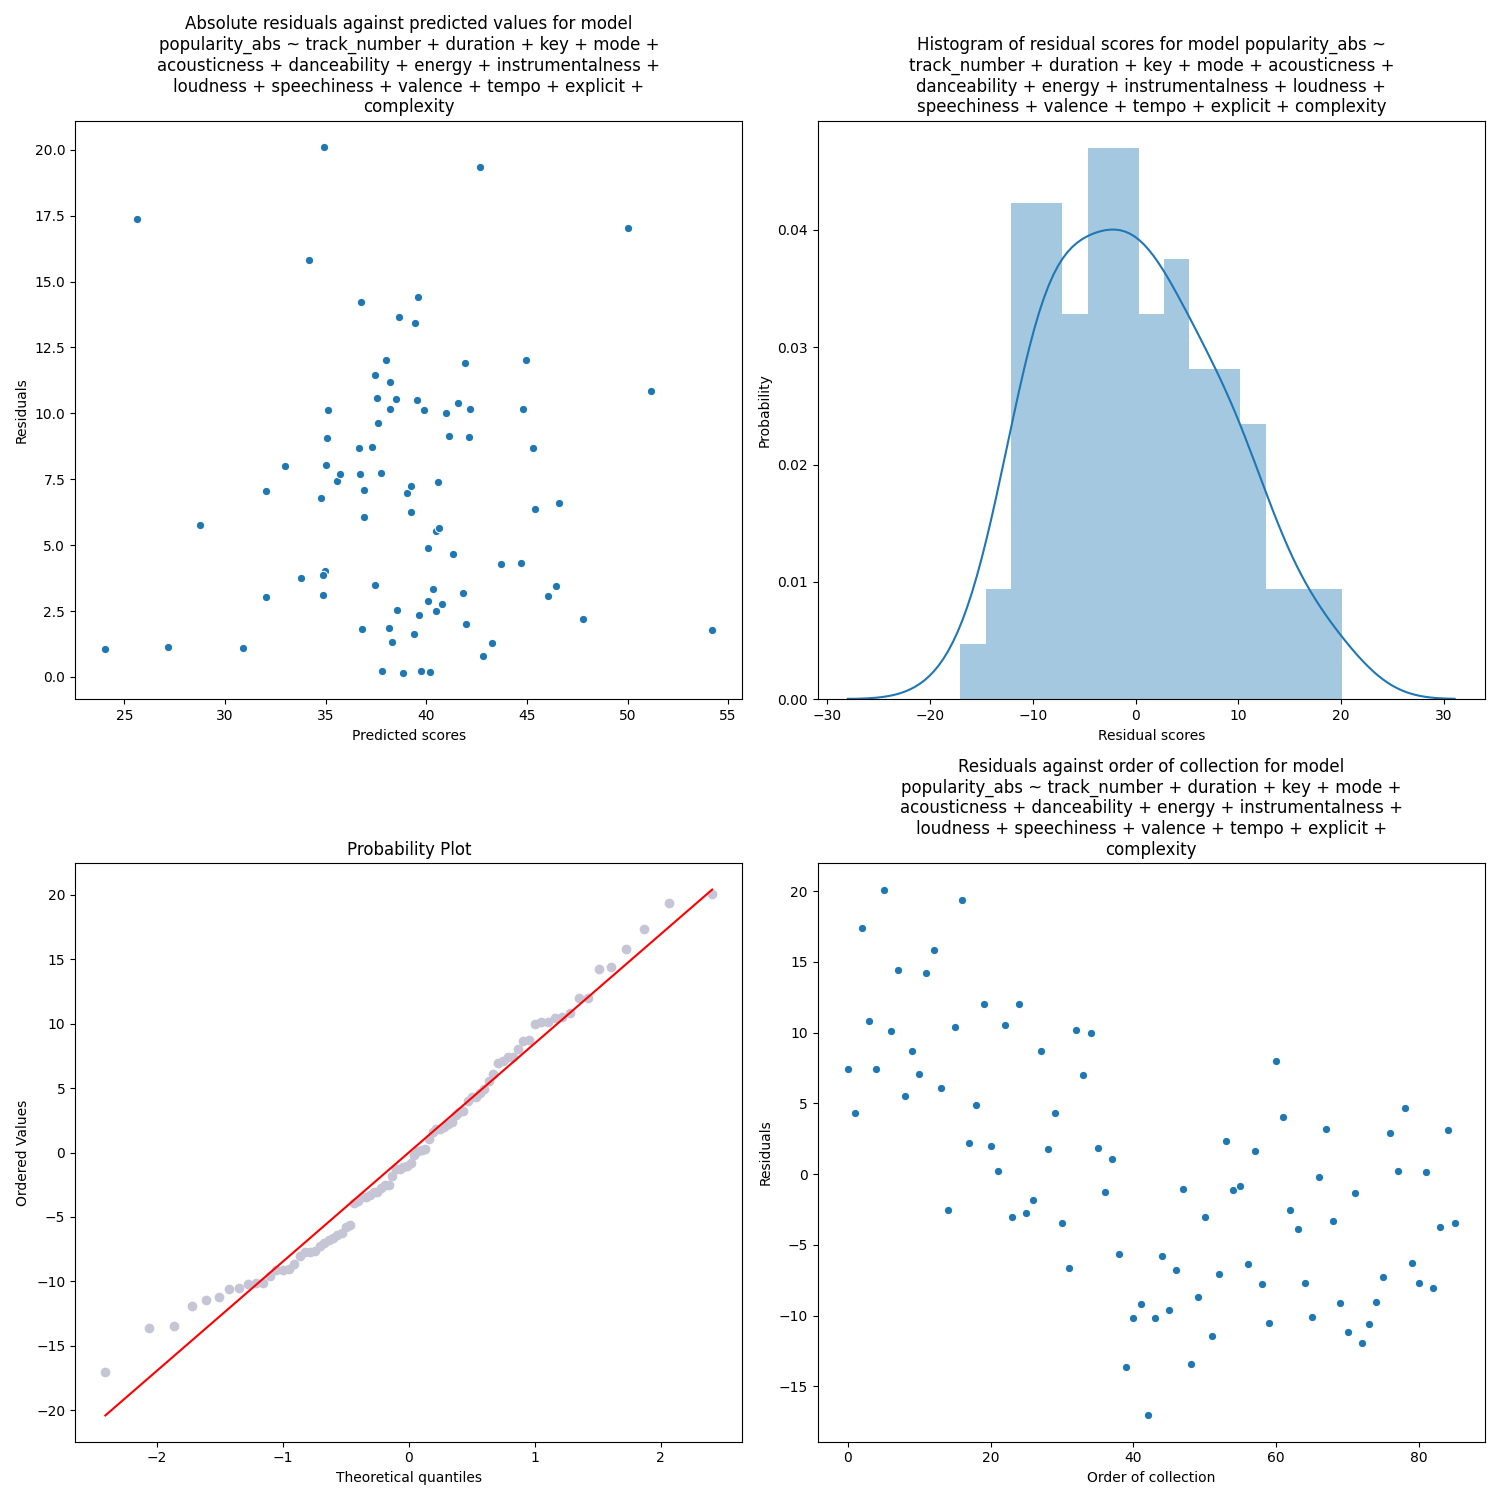 Absolute residuals against predicted values for model
popularity_abs ~ track_number + duration + key + mode +
acousticness + danceability + energy + instrumentalness +
loudness + speechiness + valence + tempo + explicit +
complexity
20.0
17.5
15.0
12.5
10.0
7.5
5.0
2.5
0.0
Residuals
25 30 35 40 45 50 55
Predicted scores
Histogram of residual scores for model popularity_abs ~
track_number + duration + key + mode + acousticness +
danceability + energy + instrumentalness + loudness +
speechiness + valence + tempo + explicit + complexity
0.04
0.03
0.02
0.01
0.00
Probability
−30 −20 −10 0 10 20 30
Residual scores
Probability Plot
20
15
10
5
0
−5
−10
−15
−20
Ordered Values
−2 −1 0 1 2
Theoretical quantiles
Residuals against order of collection for model
popularity_abs ~ track_number + duration + key + mode +
acousticness + danceability + energy + instrumentalness +
loudness + speechiness + valence + tempo + explicit +
complexity
20
15
10
5
0
−5
−10
−15
Residuals
0 20 40 60 80
Order of collection